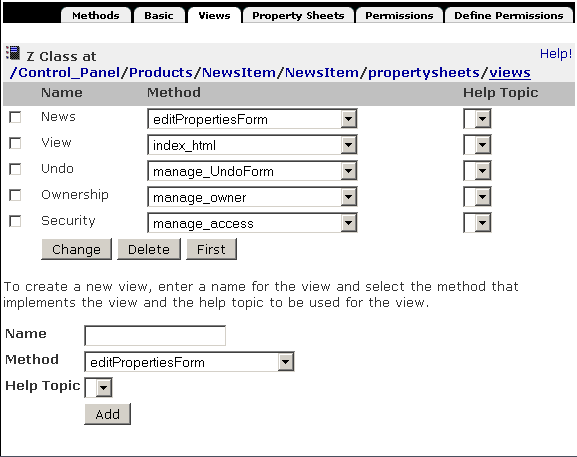 Methods Basic Views Property Sheets Permissions Define Permissions
Z Class at Help!
/Control_Panel/Products/NewsItem/NewsItem/propertysheets/views
Name Method Help Topic
News editPropertiesForm
View index_html
Undo manage_UndoForm
Ownership manage_owner
Security manage_access
Change Delete First
To create a new view, enter a name for the view and select the method that
implements the view and the help topic to be used for the view.
Name
Method editPropertiesForm
Help Topic
Add